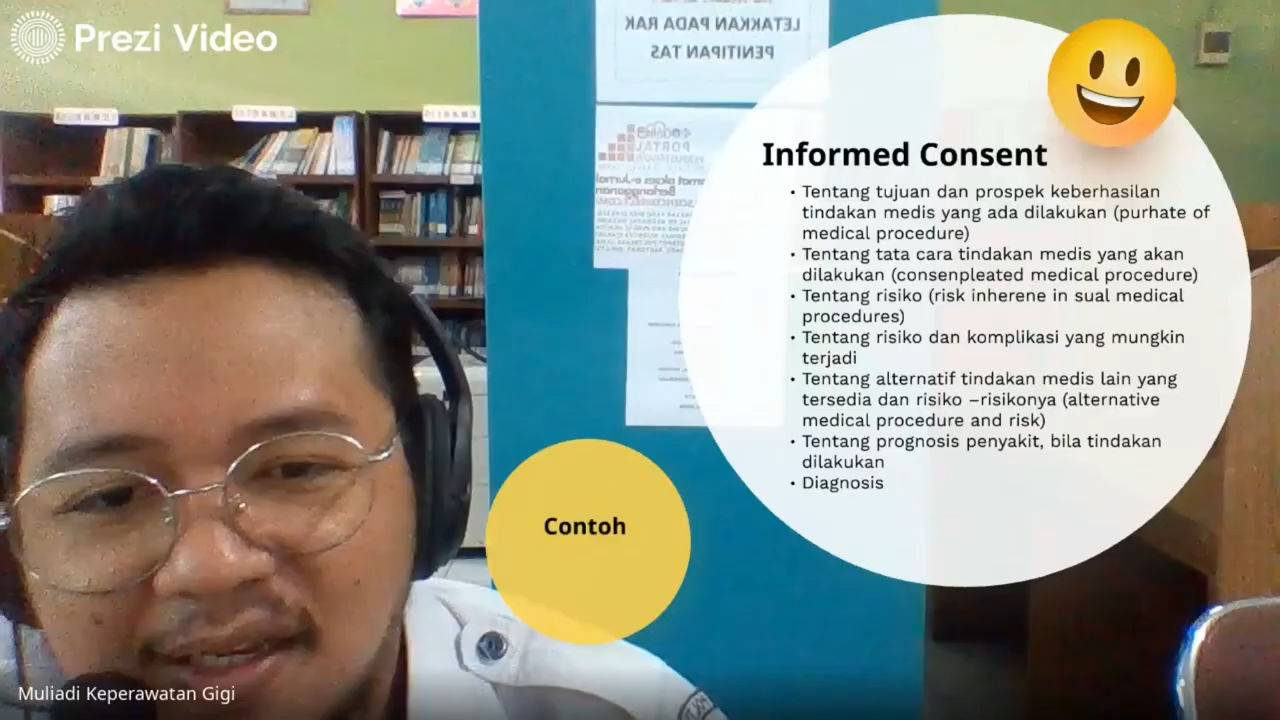 Prezi Video
LETAKKAN PADA RAK
PENITIPAN TAS
PORTAL
Informed Consent
• Tentang tujuan dan prospek keberhasilan
tindakan medis yang ada dilakukan (purhate of
medical procedure)
• Tentang tata cara tindakan medis yang akan
dilakukan (consenpleated medical procedure)
• Tentang risiko (risk inherene in sual medical
procedures)
• Tentang risiko dan komplikasi yang mungkin
terjadi
• Tentang alternatif tindakan medis lain yang
tersedia dan risiko –risikonya (alternative
medical procedure and risk)
• Tentang prognosis penyakit, bila tindakan
dilakukan
• Diagnosis
Contoh
Muliadi Keperawatan Gigi